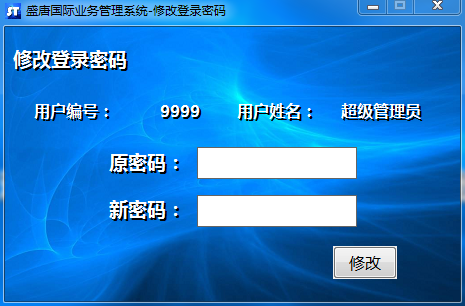 ST 盛唐国际业务管理系统-修改登录密码
修改登录密码
用户编号： 9999 用户姓名： 超级管理员
原密码：
新密码：
修改